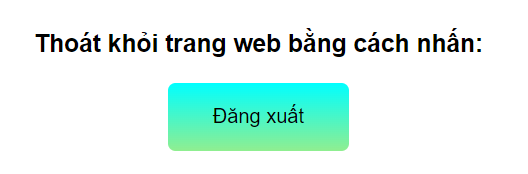 Thoát khỏi trang web bằng cách nhấn:
Đăng xuất